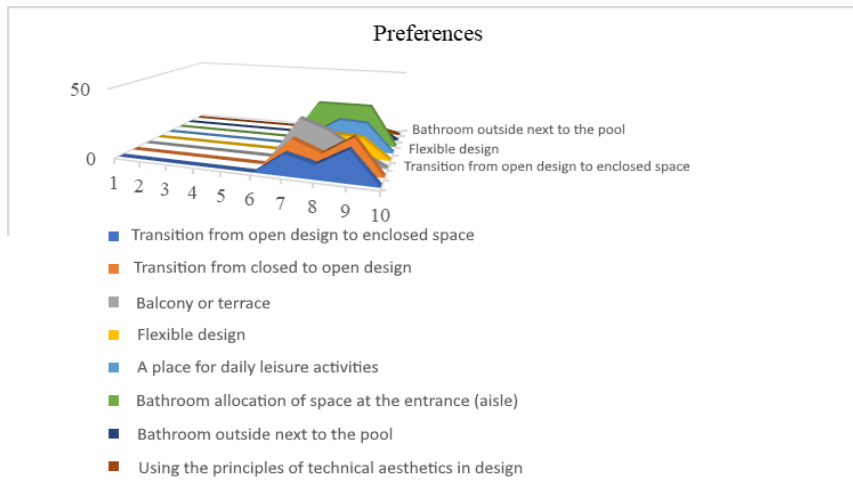 Preferences
50
0
1 2 3 4 5 6 7 8 9 10
Bathroom outside next to the pool
Flexible design
Transition from open design to enclosed space
Transition from open design to enclosed space
Transition from closed to open design
Balcony or terrace
Flexible design
A place for daily leisure activities
Bathroom allocation of space at the entrance (aisle)
Bathroom outside next to the pool
Using the principles of technical aesthetics in design